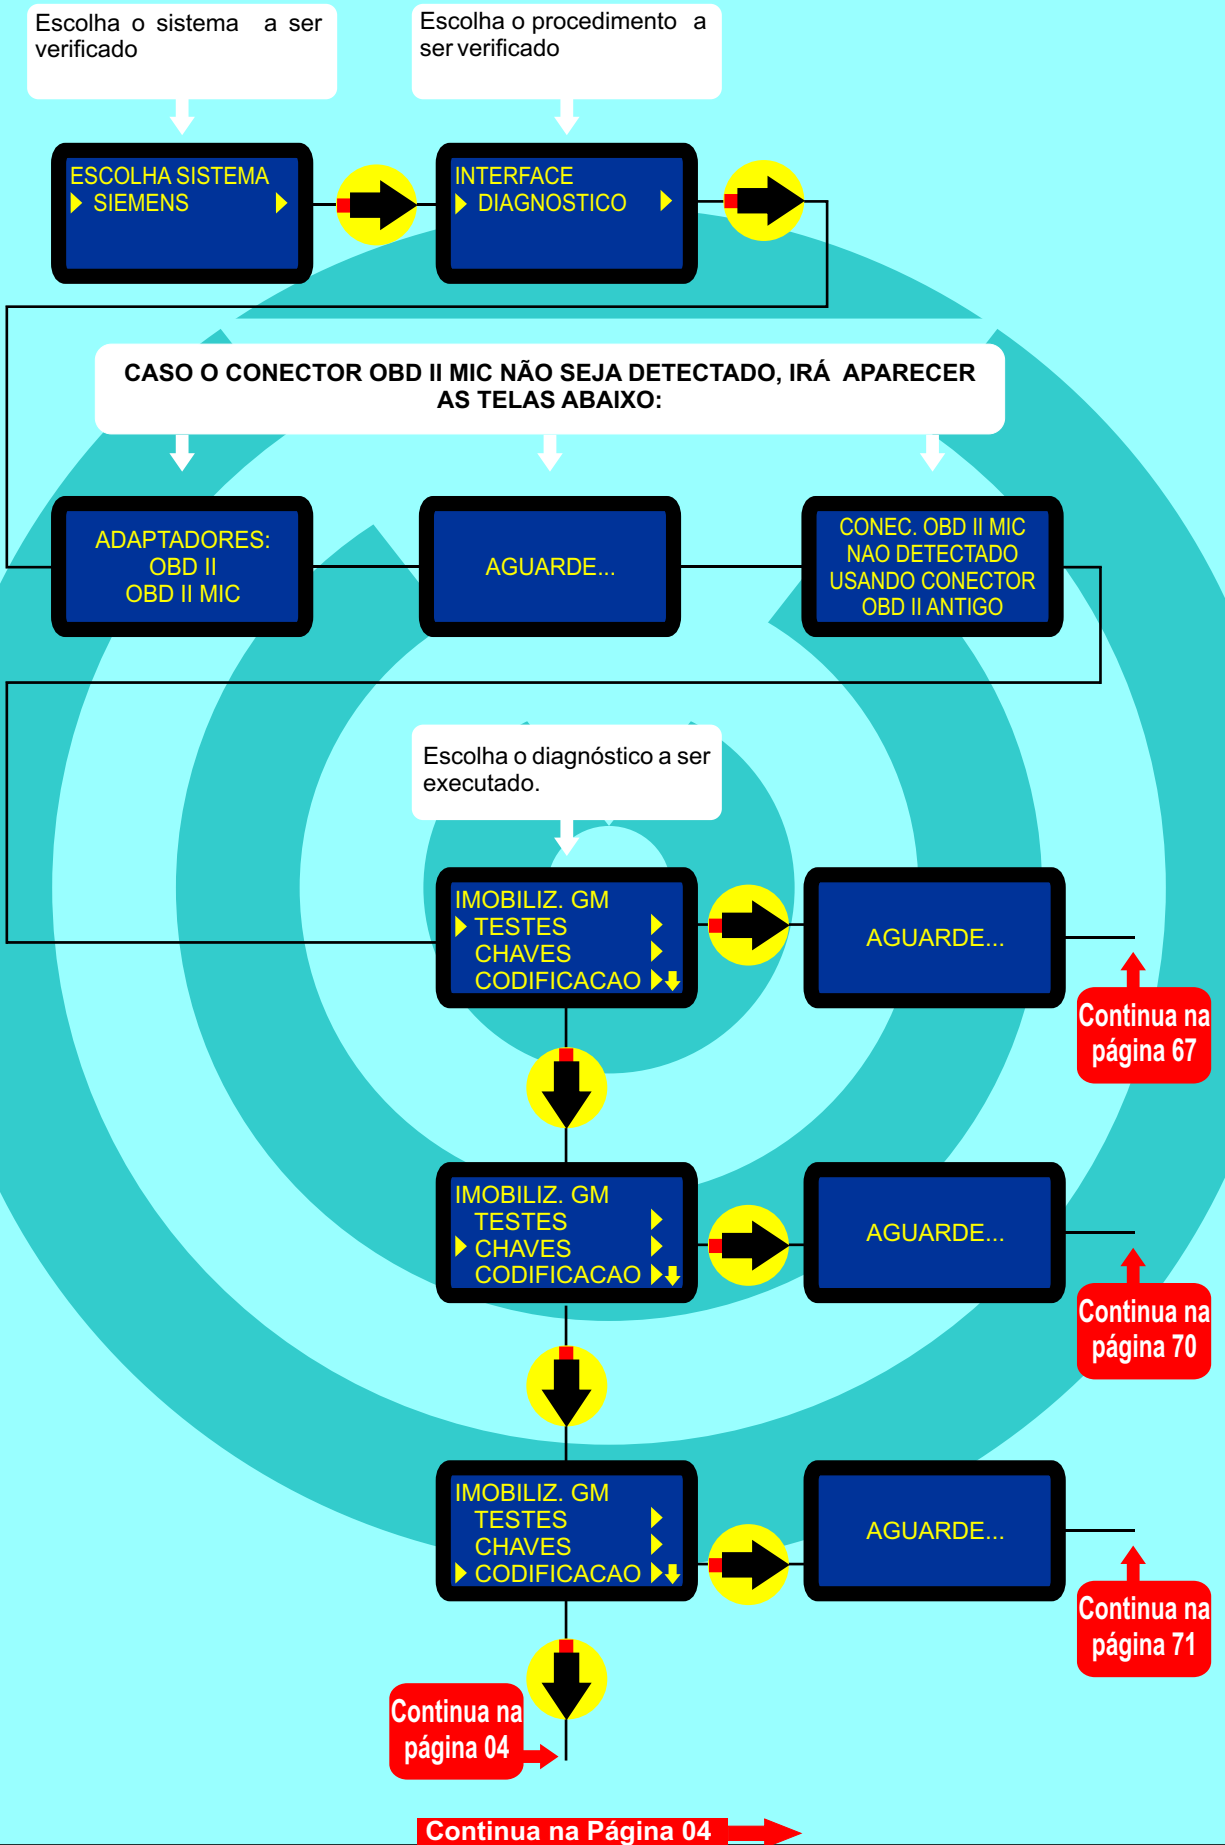 Escolha o sistema a ser
verificado
Escolha o procedimento a
ser verificado
ESCOLHA SISTEMA
SIEMENS
INTERFACE
DIAGNOSTICO
CASO O CONECTOR OBD II MIC NÃO SEJA DETECTADO, IRÁ APARECER
AS TELAS ABAIXO:
ADAPTADORES:
OBD II
OBD II MIC
AGUARDE...
CONEC. OBD II MIC
NAO DETECTADO
USANDO CONECTOR
OBD II ANTIGO
Escolha o diagnóstico a ser
executado.
IMOBILIZ. GM
TESTES
CHAVES
CODIFICACAO
AGUARDE...
Continua na
página 67
IMOBILIZ. GM
TESTES
CHAVES
CODIFICACAO
AGUARDE...
Continua na
página 70
IMOBILIZ. GM
TESTES
CHAVES
CODIFICACAO
AGUARDE...
Continua na
página 71
Continua na
página 04
Continua na Página 04